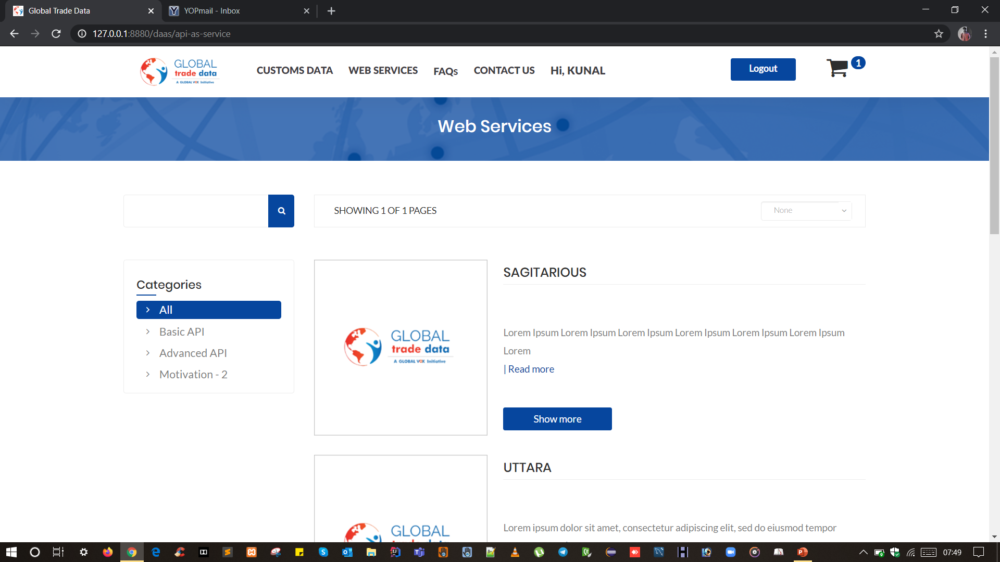 Global Trade Data
YOPmail - Inbox
127.0.0.1:8880/daas/api-as-service
GLOBAL
trade data
A GLOBAL VOX Initiative
CUSTOMS DATA
WEB SERVICES
FAQs
CONTACT US
Hi, KUNAL
Logout
1
Web Services
SHOWING 1 OF 1 PAGES
None
Categories
All
Basic API
Advanced API
Motivation - 2
GLOBAL
trade data
A GLOBAL VOX Initiative
SAGITARIOUS
Lorem Ipsum Lorem Ipsum Lorem Ipsum Lorem Ipsum Lorem Ipsum Lorem Ipsum
Lorem
| Read more
Show more
GLOBAL
trade data
UTTARA
Lorem ipsum dolor sit amet, consectetur adipiscing elit, sed do eiusmod tempor
07:49